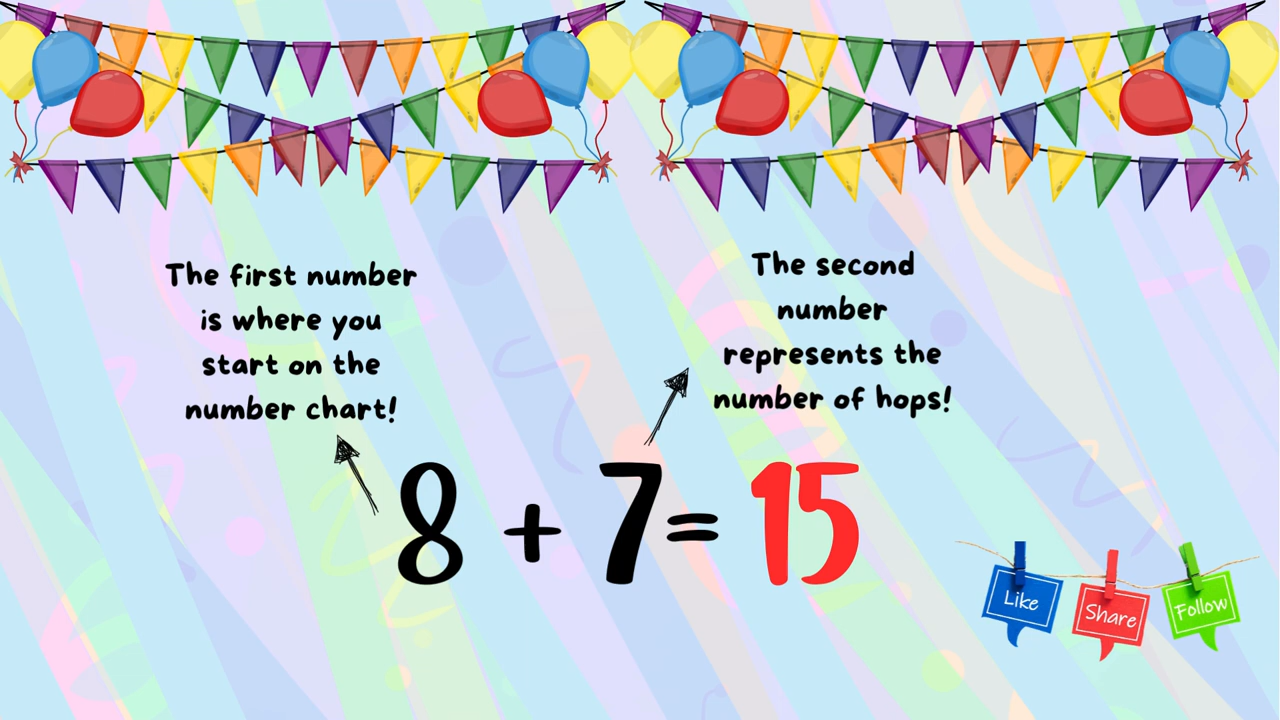 The first number
is where you
start on the
number chart!
The second
number
represents the
number of hops!
8 + 7= 15
Like
Share
Follow